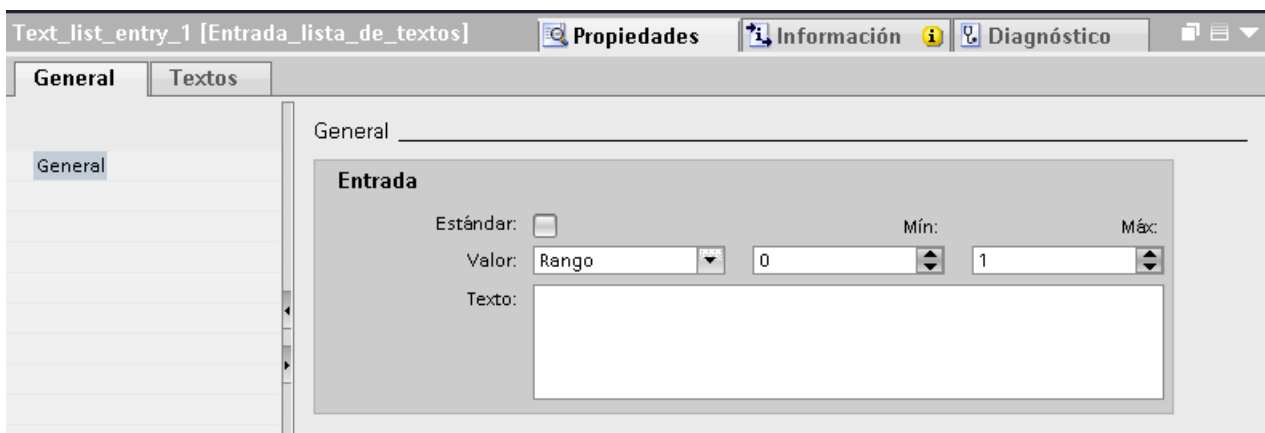 Text_list_entry_1 [Entrada_lista_de_textos] Propiedades Información Diagnóstico
General Textos
General
General
Entrada
Estándar: Mín: Máx:
Valor: Rango 0 1
Texto: